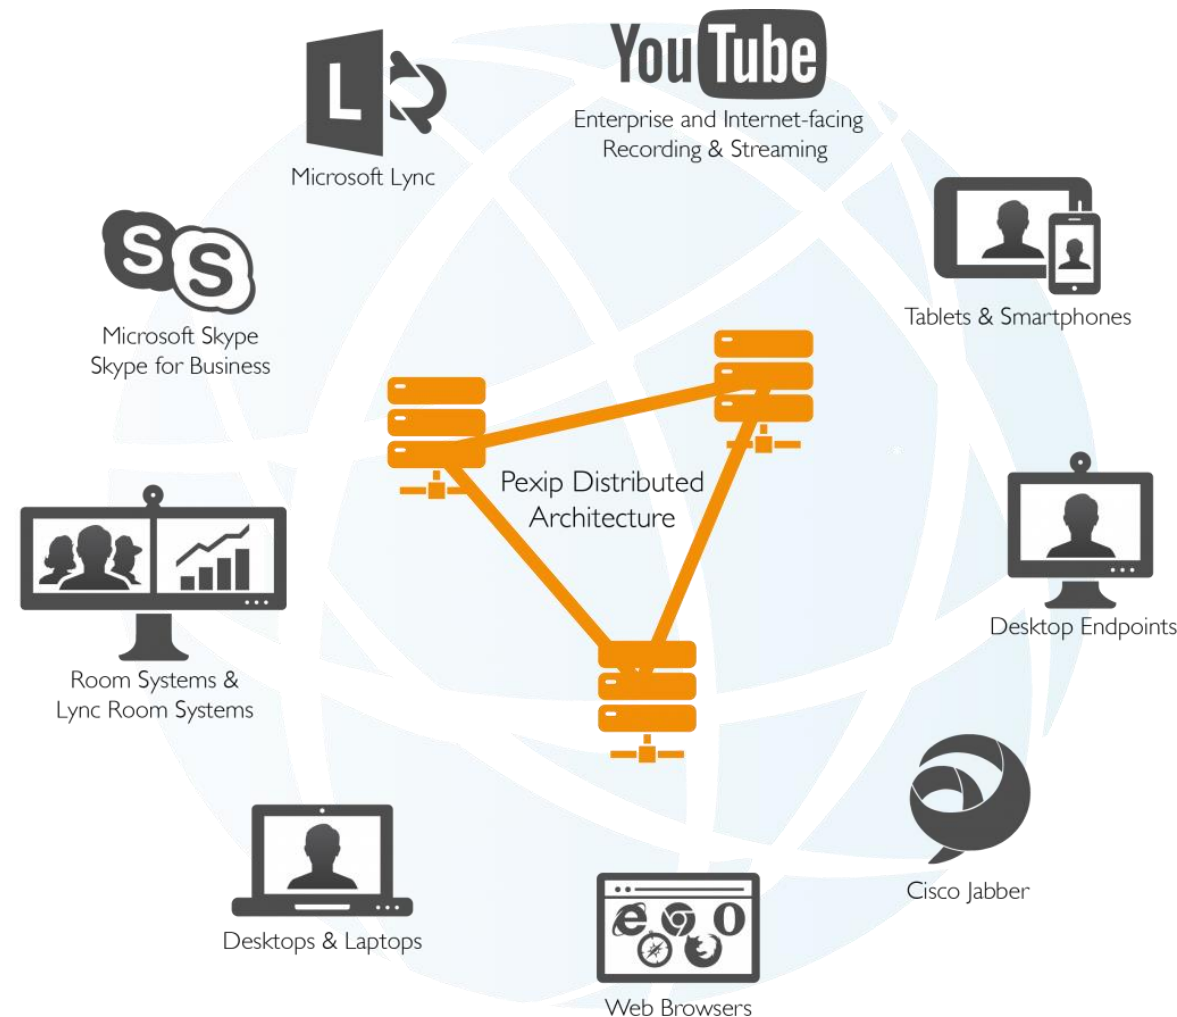 YouTube
Enterprise and Internet-facing
Recording & Streaming
L
Microsoft Lync
Tablets & Smartphones
S S
Microsoft Skype
Skype for Business
Pexip Distributed
Architecture
Desktop Endpoints
Room Systems &
Lync Room Systems
Cisco Jabber
Desktops & Laptops
Web Browsers